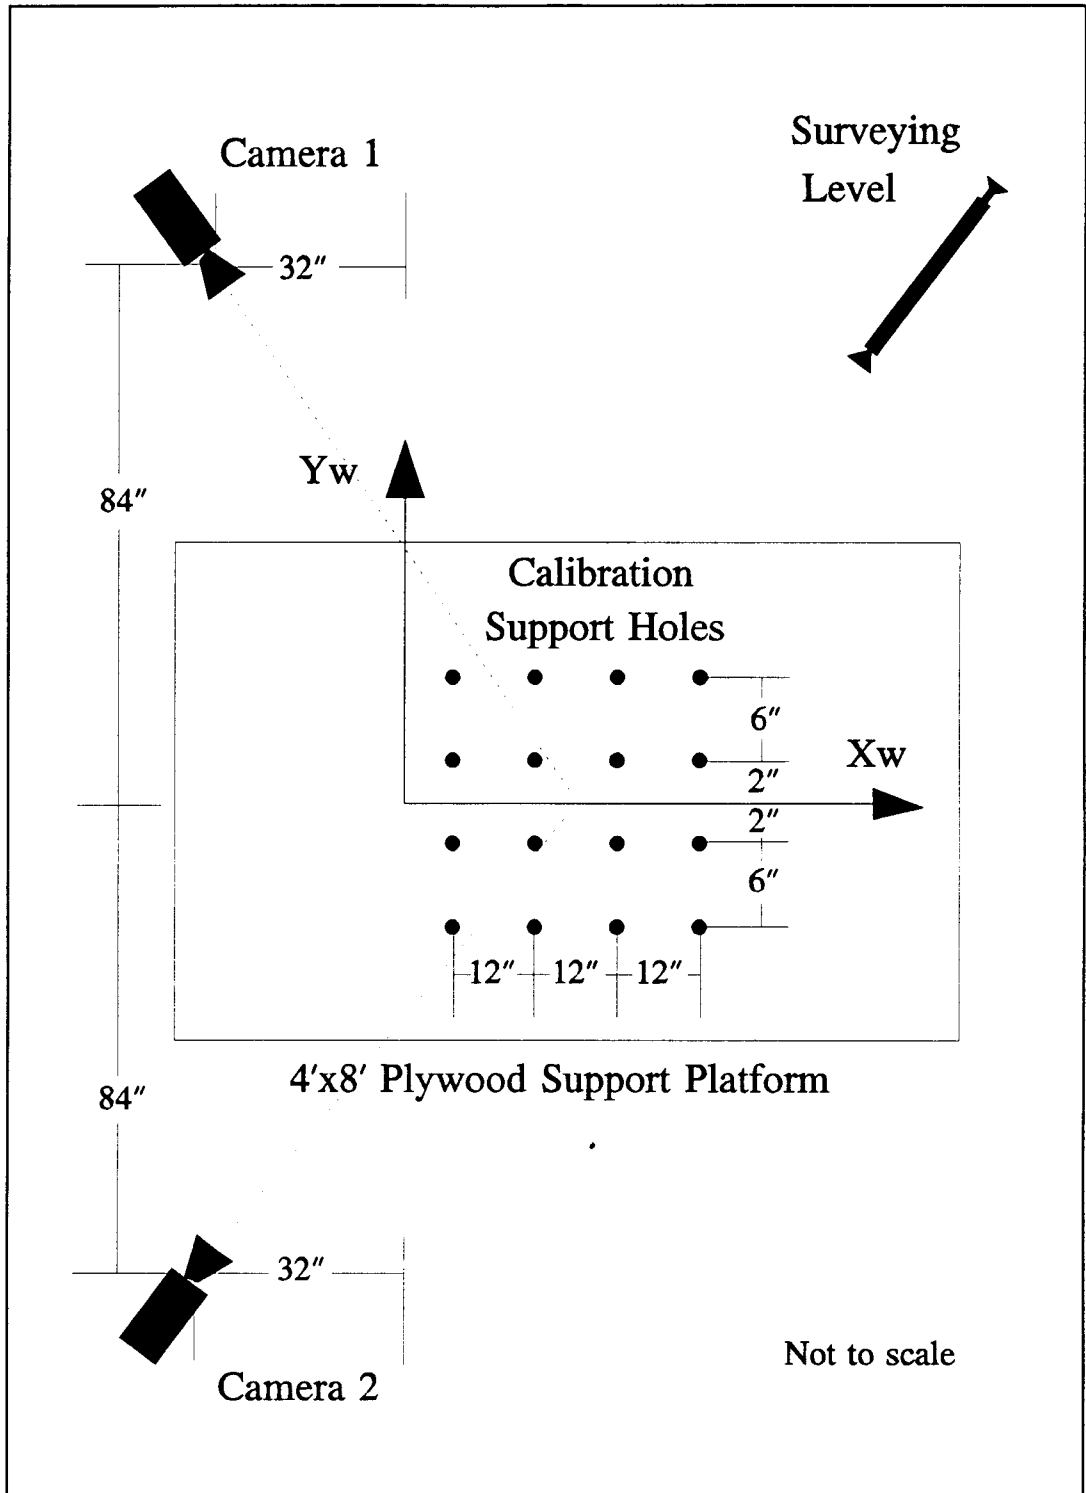 Camera 1
Surveying
Level
32"
Yw
84"
Calibration
Support Holes
6"
Xw
2"
2"
6"
12" 12" 12"
4'x8' Plywood Support Platform
84"
32"
Not to scale
Camera 2